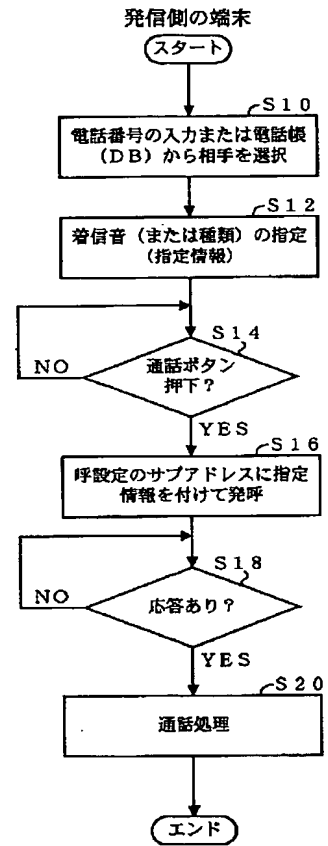 発信側の端末
スタート
S10
電話番号の入力または電話帳
(DB)から相手を選択
S12
着信音(または種類)の指定
(指定情報)
S14
通話ボタン
押下?
NO
YES
S16
呼設定のサブアドレスに指定
情報を付けて発呼
S18
応答あり?
NO
YES
S20
通話処理
エンド